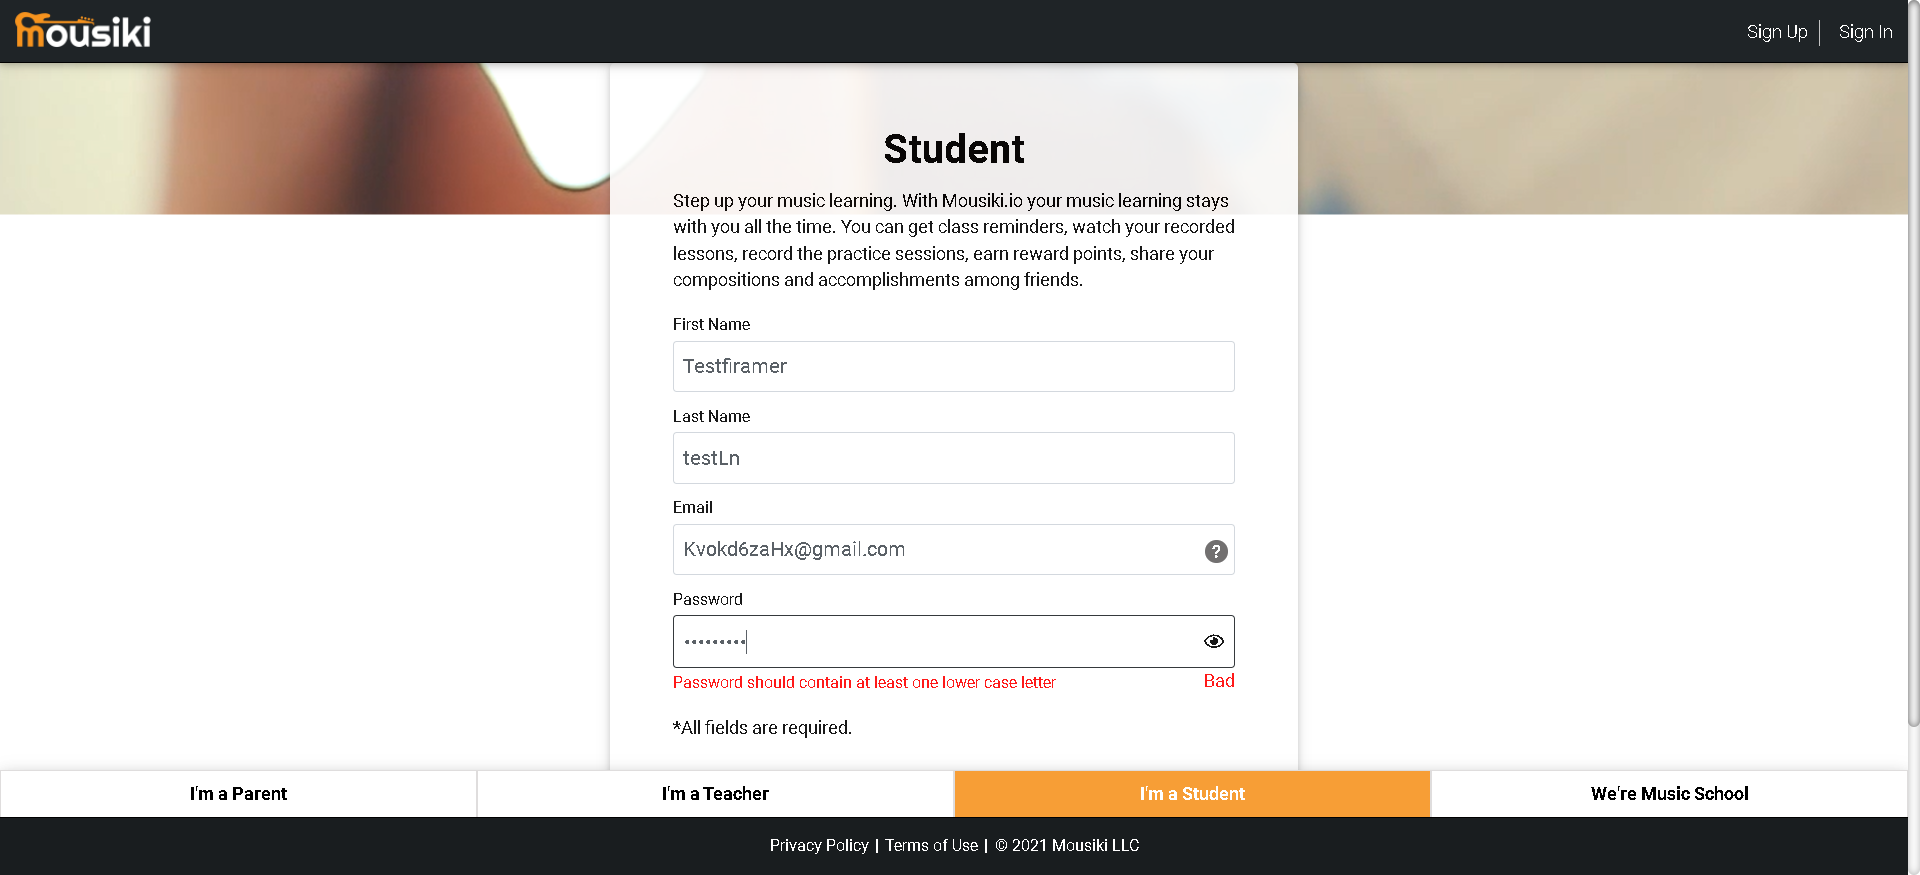 mousiki
Sign Up
Sign In
Student
Step up your music learning. With Mousiki.io your music learning stays
with you all the time. You can get class reminders, watch your recorded
lessons, record the practice sessions, earn reward points, share your
compositions and accomplishments among friends.
First Name
Testfiramer
Last Name
testLn
Email
Kvokd6zaHx@gmail.com
?
Password
•••••••••
Password should contain at least one lower case letter
Bad
*All fields are required.
I'm a Parent
I'm a Teacher
I'm a Student
We're Music School
Privacy Policy | Terms of Use | © 2021 Mousiki LLC